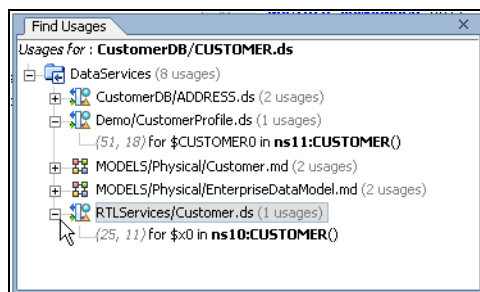 Find Usages
Usages for : CustomerDB/CUSTOMER.ds
DataServices (8 usages)
CustomerDB/ADDRESS.ds (2 usages)
Demo/CustomerProfile.ds (1 usages)
(51, 18) for $CUSTOMER0 in ns11:CUSTOMER()
MODELS/Physical/Customer.md (2 usages)
MODELS/Physical/EnterpriseDataModel.md (2 usages)
RTLServices/Customer.ds (1 usages)
(25, 11) for $x0 in ns10:CUSTOMER()